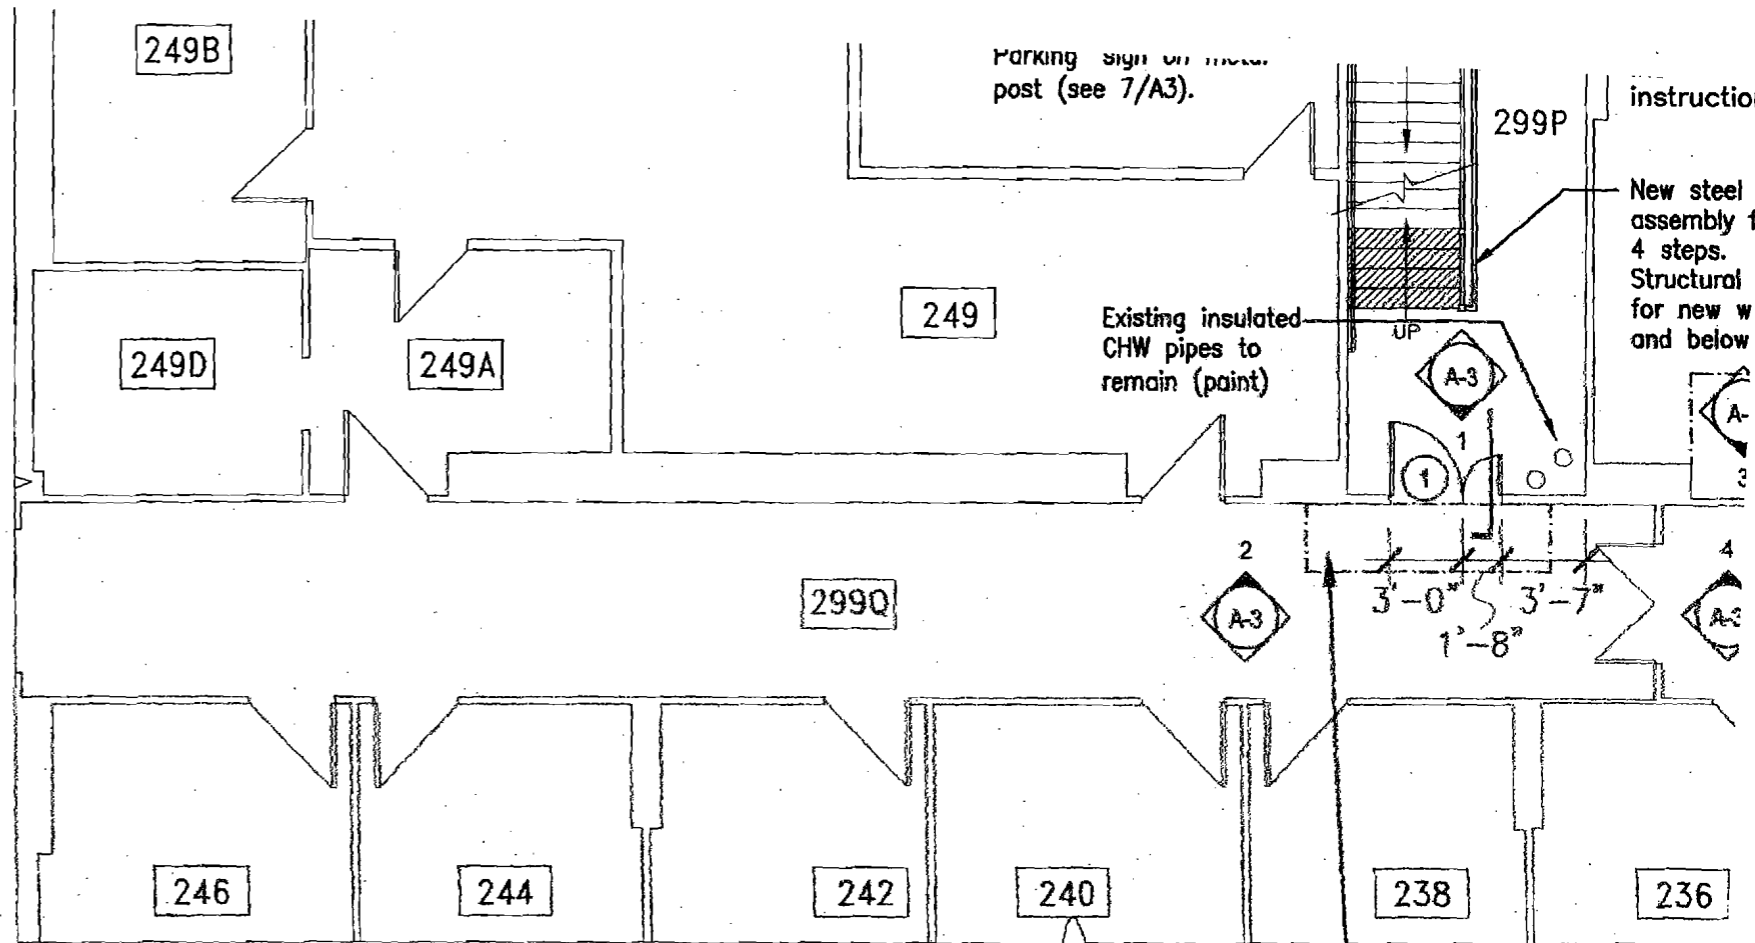 249B
Parking sign on
post (see 7/A3).
299P
instructio
New steel
assembly f
4 steps.
Structural
for new w
and below
249
Existing insulated
CHW pipes to
remain (paint)
UP
249D
249A
A-3
1
1
A-
3
2
A-3
299Q
3'-0"
3'-7"
1'-8"
4
A-3
246
244
242
240
238
236